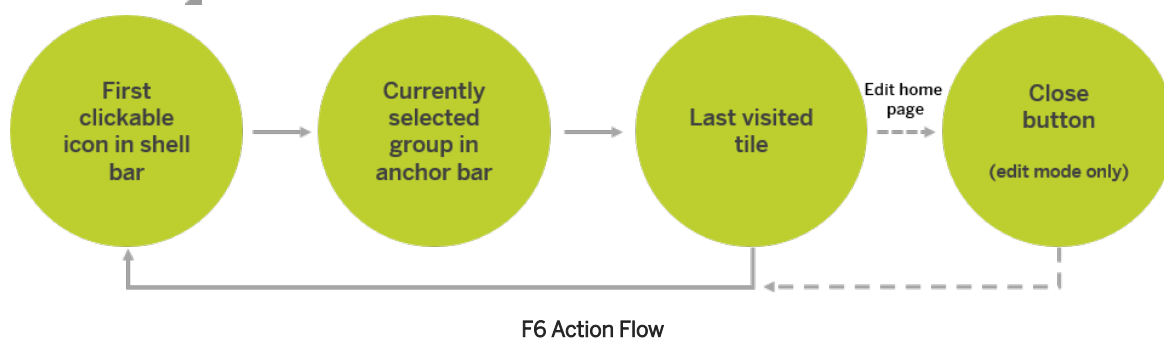 First
clickable
icon in shell
bar
Currently
selected
group in
anchor bar
Last visited
tile
Edit home
page
Close
button
(edit mode only)
F6 Action Flow